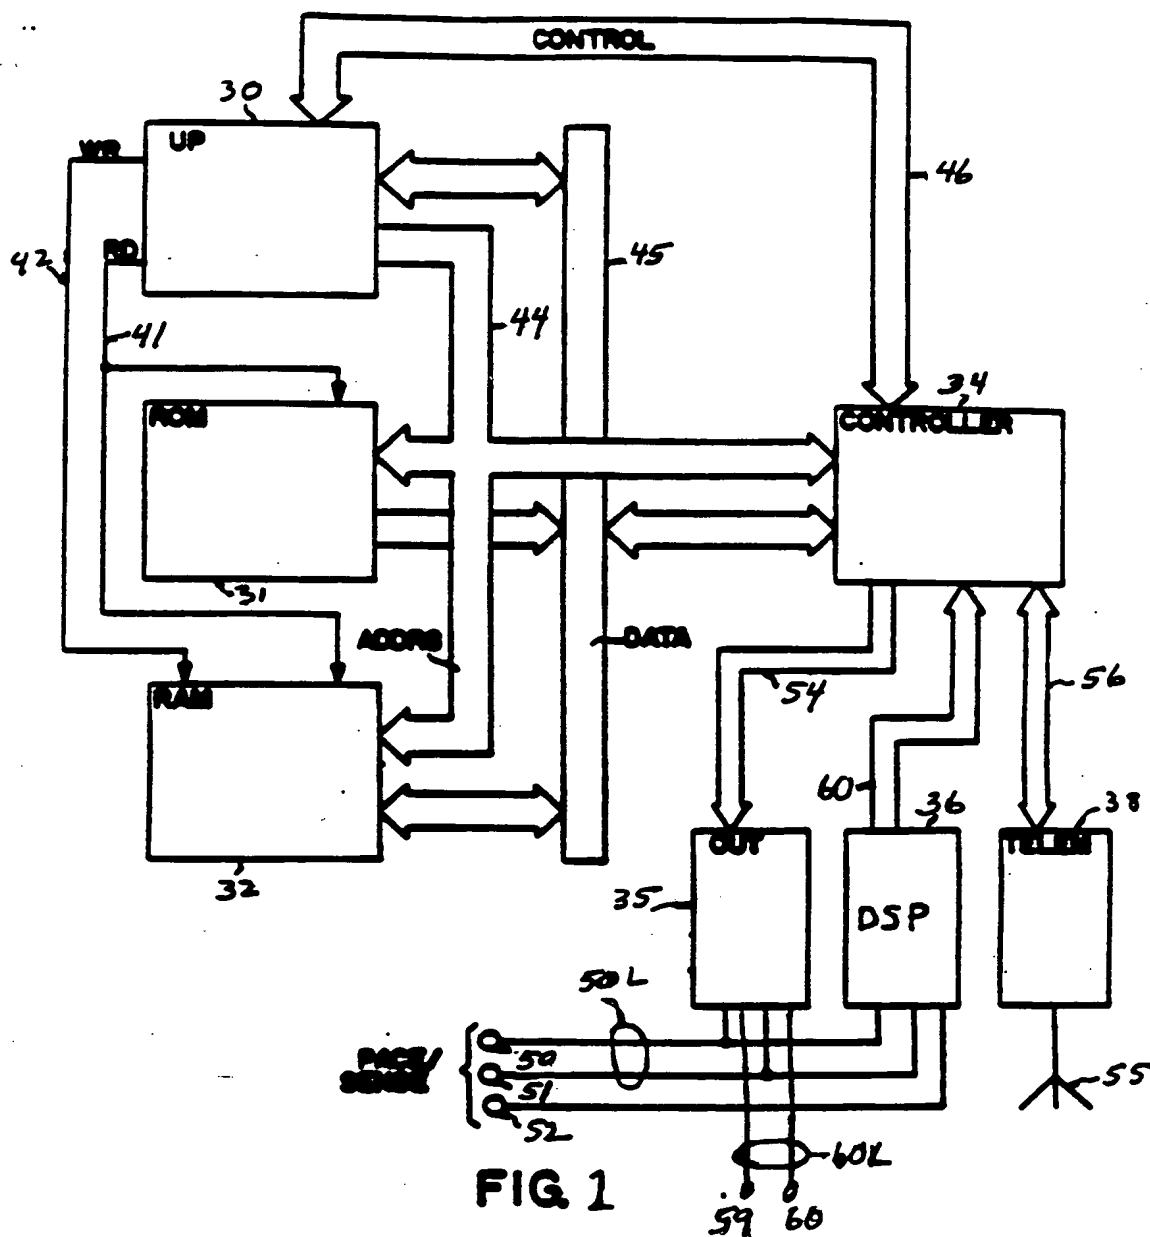 CONTROL
30
UP
WR
46
RD
42
45
41
44
34
ROM
CONTROLLER
31
ADDRS
DATA
54
56
RAM
60
36
38
32
OUT
TELEM
35
DSP
50L
PACE/
SENSE
50
51
52
55
60L
FIG. 1
59
60